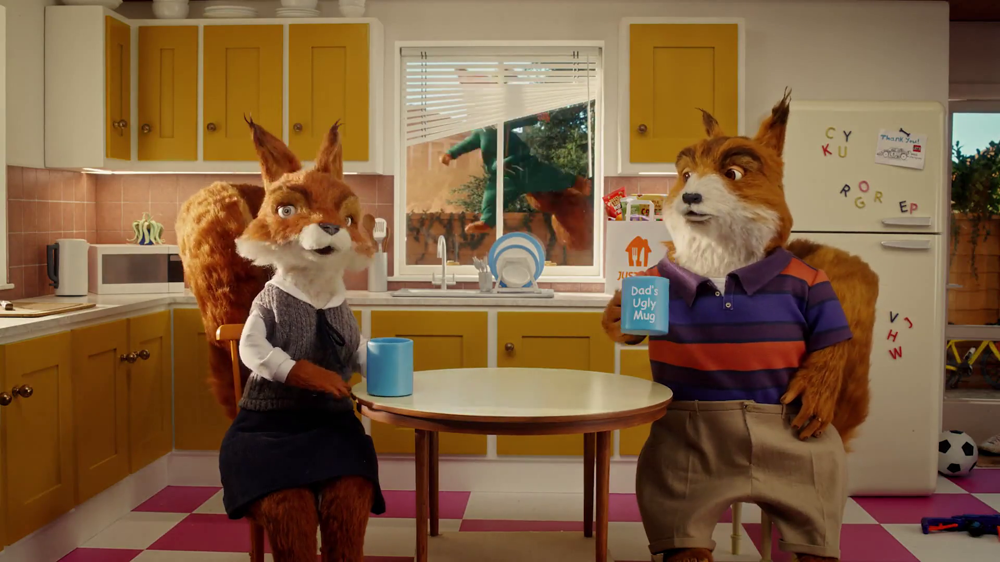 C Y
K U
Thank You!
R O G R
E P
JUST
Dad's
Ugly
Mug
V J
H
W